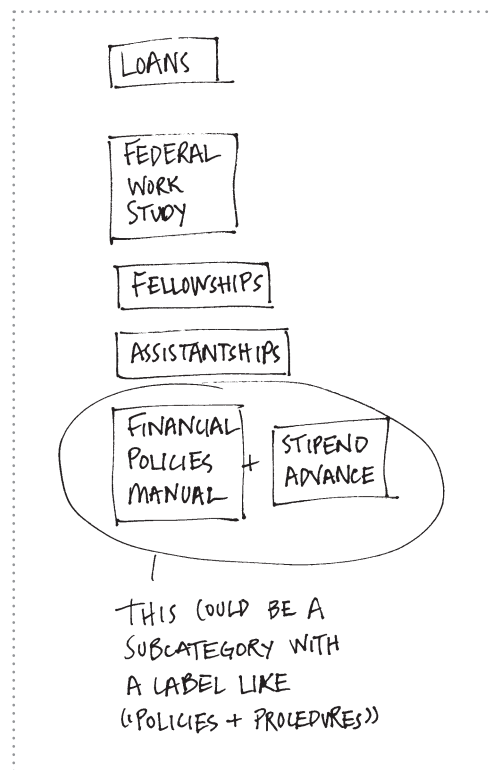 LOANS
FEDERAL
WORK
STUDY
FELLOWSHIPS
ASSISTANTSHIPS
FINANCIAL
POLICIES
MANUAL
+
STIPEND
ADVANCE
THIS COULD BE A
SUBCATEGORY WITH
A LABEL LIKE
"POLICIES + PROCEDURES"